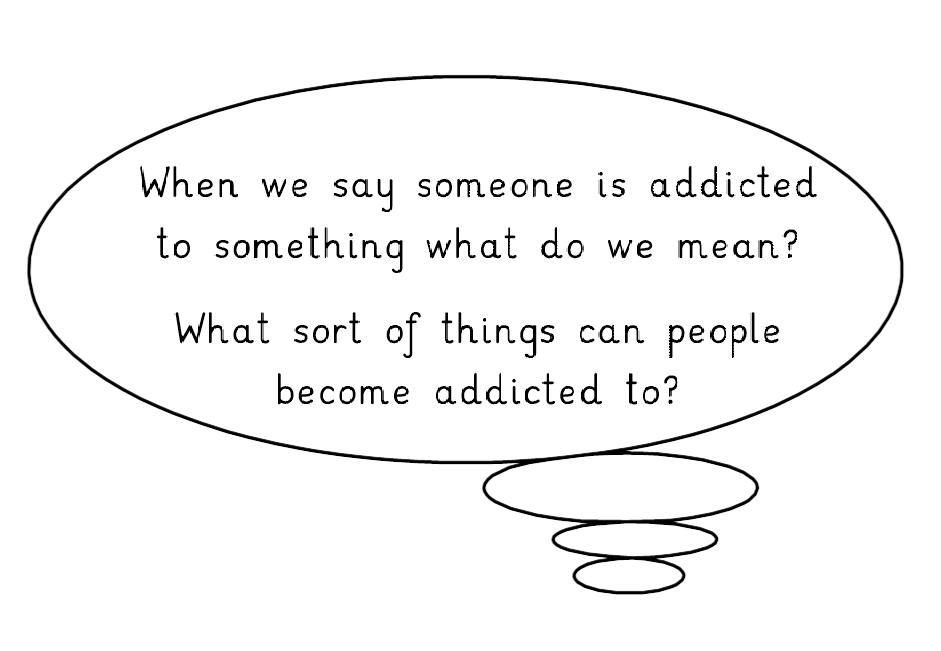 When we say someone is addicted
to something what do we mean?
What sort of things can people
become addicted to?